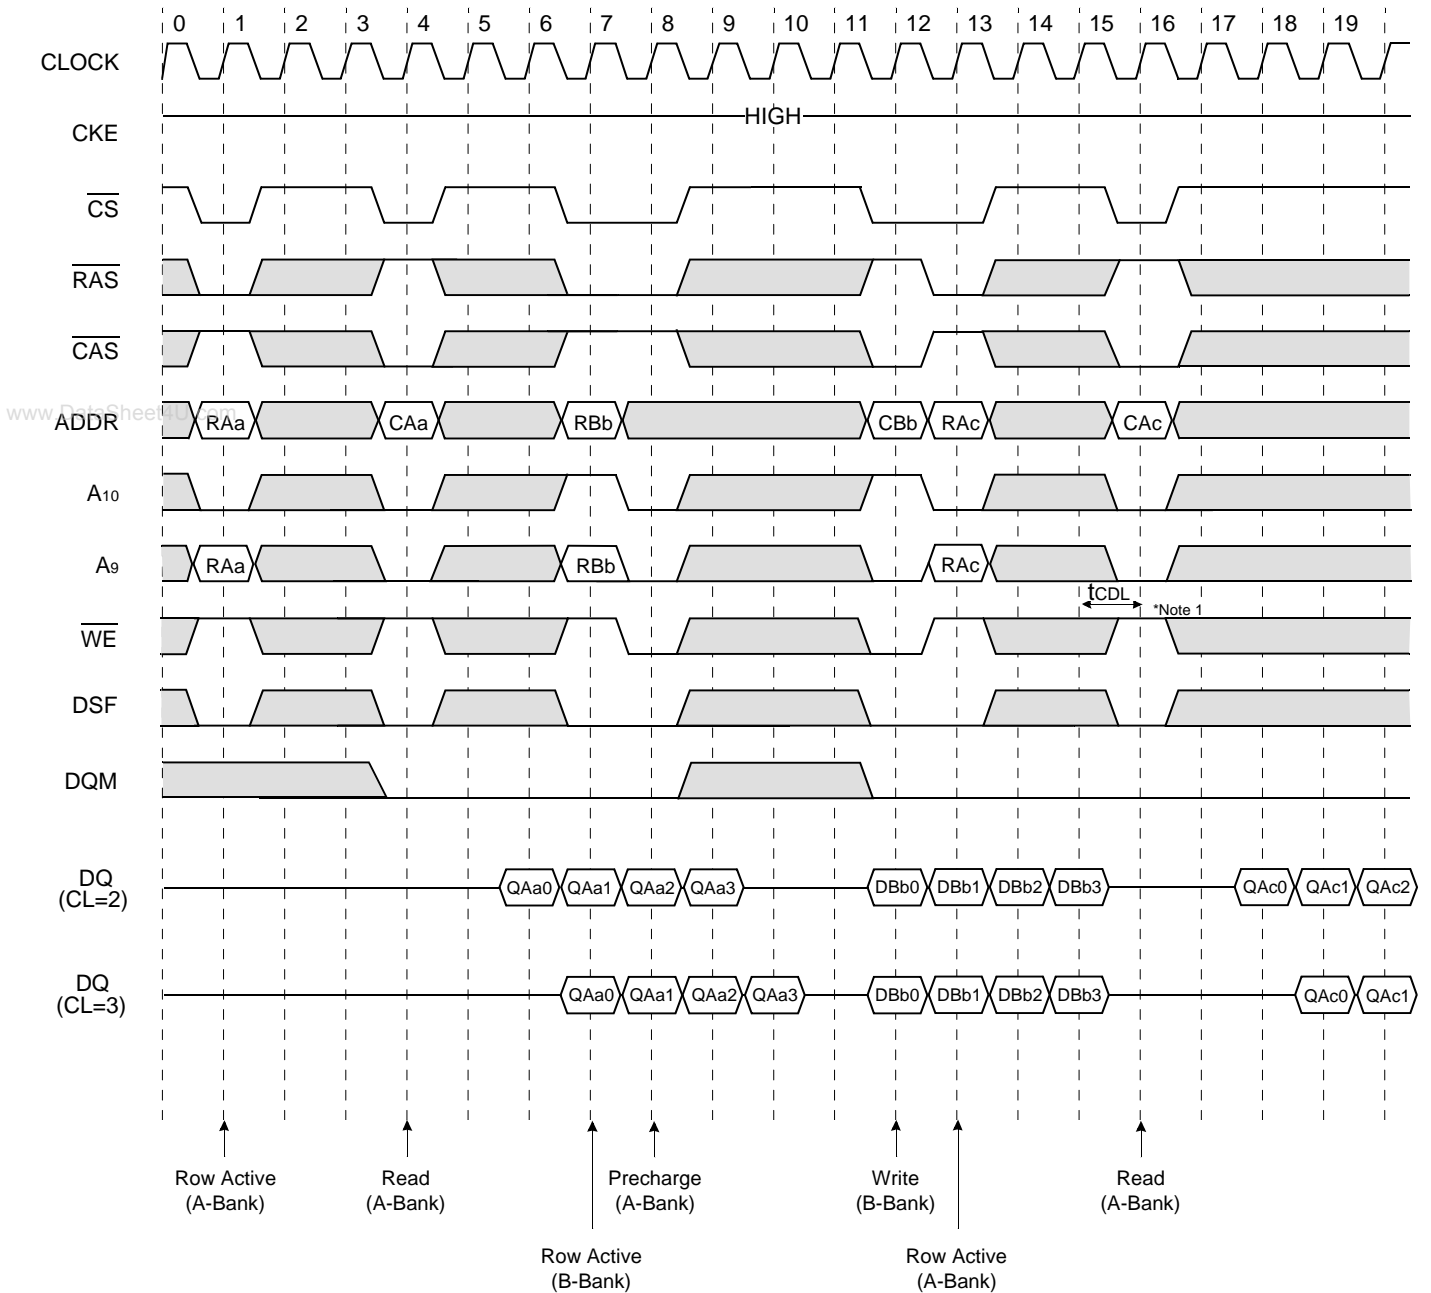 0 1 2 3 4 5 6 7 8 9 10 11 12 13 14 15 16 17 18 19
CLOCK
CKE
HIGH
CS
RAS
CAS
www.DataSheet4U.com
ADDR RAa CAa RBb CBb RAc CAc
A10
A9 RAa RBb RAc
tCDL
*Note 1
WE
DSF
DQM
DQ
(CL=2)
QAa0 QAa1 QAa2 QAa3 DBb0 DBb1 DBb2 DBb3 QAc0 QAc1 QAc2
DQ
(CL=3)
QAa0 QAa1 QAa2 QAa3 DBb0 DBb1 DBb2 DBb3 QAc0 QAc1
Row Active
(A-Bank)
Read
(A-Bank)
Precharge
(A-Bank)
Write
(B-Bank)
Read
(A-Bank)
Row Active
(B-Bank)
Row Active
(A-Bank)